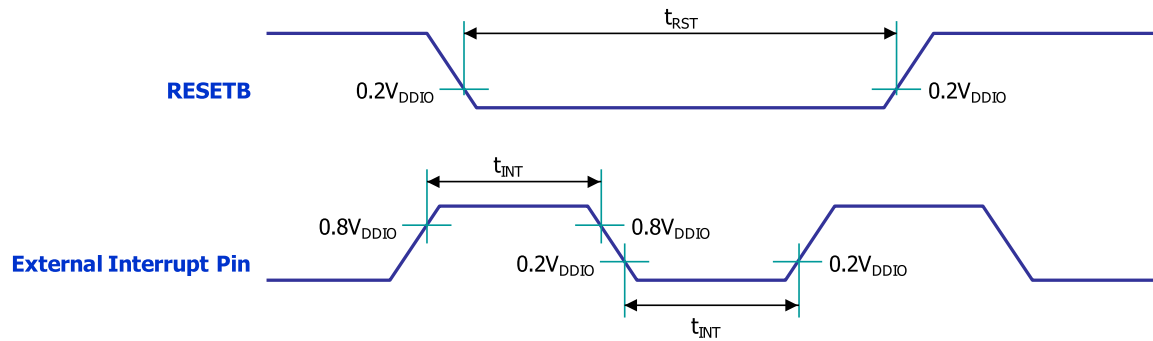 tRST
RESETB
0.2VDDIO
0.2VDDIO
tINT
0.8VDDIO
0.8VDDIO
External Interrupt Pin
0.2VDDIO
0.2VDDIO
tINT